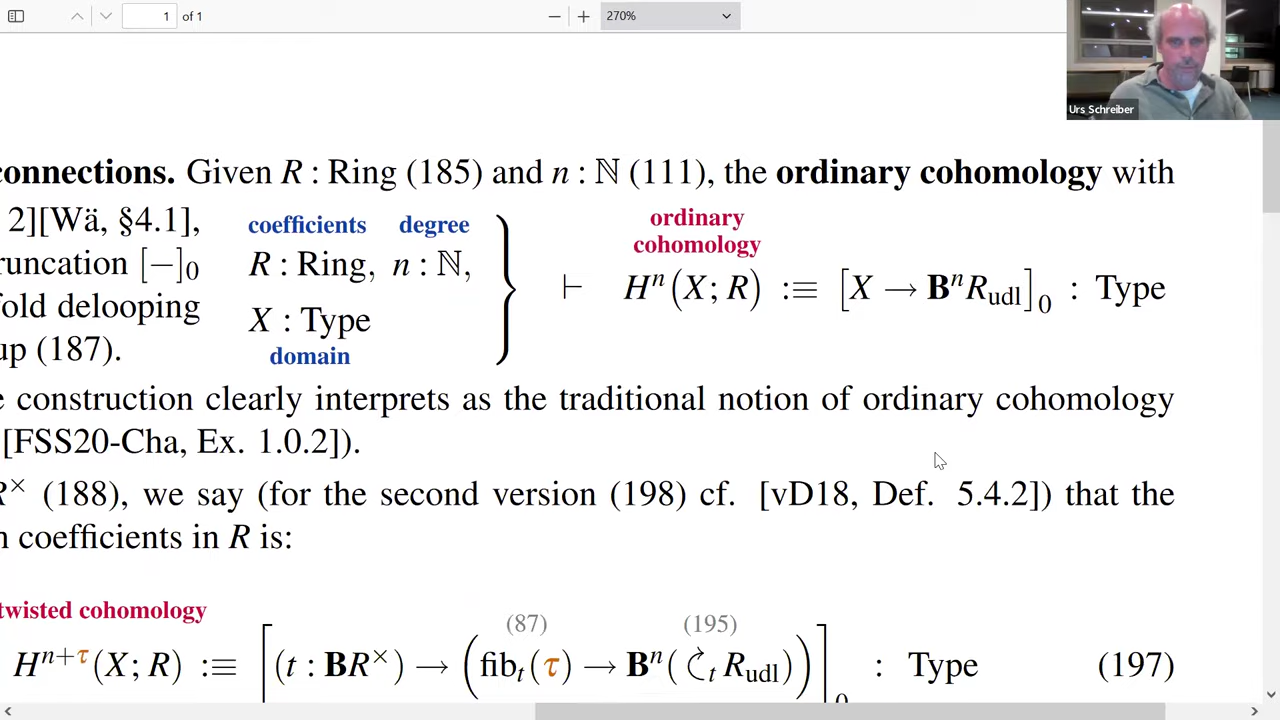 1 of 1 270%
Urs Schreiber
connections. Given R : Ring (185) and n : ℕ (111), the ordinary cohomology with
2][Wä, §4.1],
runcation [−]₀
fold delooping
up (187).
coefficients degree
R : Ring, n : ℕ,
X : Type
domain
ordinary
cohomology
⊢ Hⁿ(X; R) :≡ [X → BⁿR_udl]₀ : Type
e construction clearly interprets as the traditional notion of ordinary cohomology
[FSS20-Cha, Ex. 1.0.2]).
R^× (188), we say (for the second version (198) cf. [vD18, Def. 5.4.2]) that the
n coefficients in R is:
twisted cohomology
(87) (195)
H^{n+τ}(X; R) :≡ [(t : BR^×) → (fib_t(τ) → Bⁿ(↻_t R_udl))]₀ : Type (197)